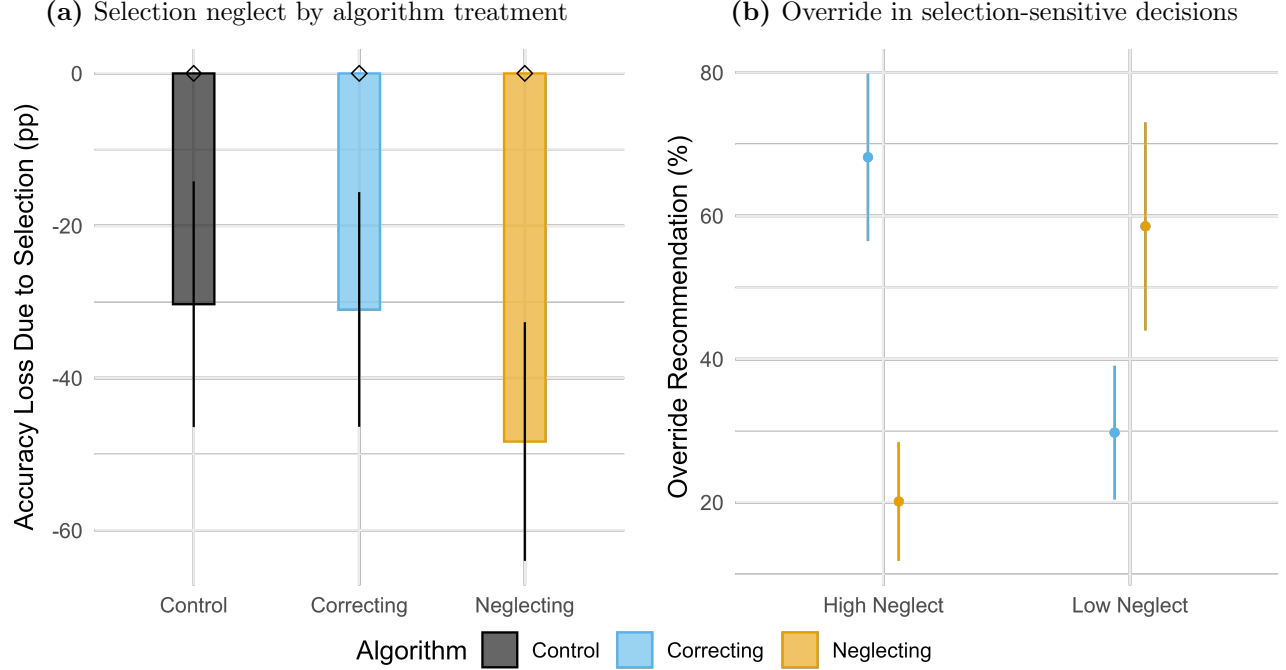 (a) Selection neglect by algorithm treatment
Accuracy Loss Due to Selection (pp)
0
-20
-40
-60
Control
Correcting
Neglecting
(b) Override in selection-sensitive decisions
Override Recommendation (%)
80
60
40
20
High Neglect
Low Neglect
Algorithm Control Correcting Neglecting